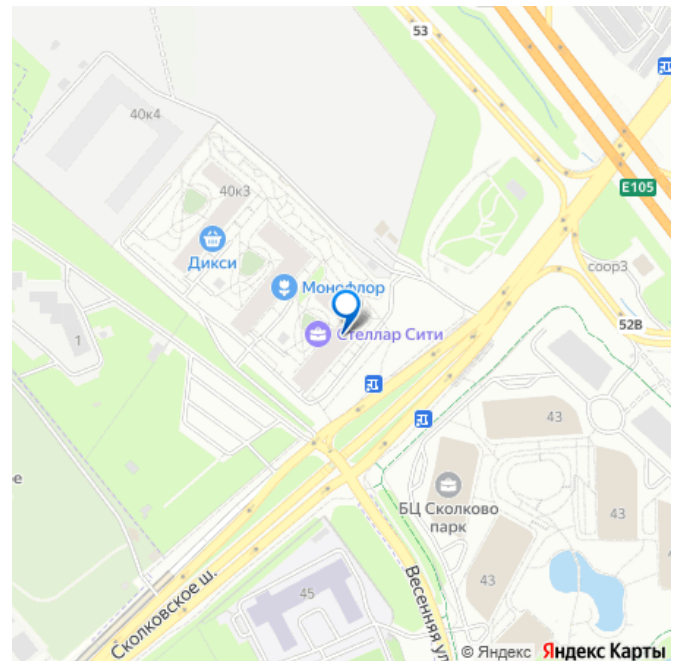 53
40к4
40к3
E105
Дикси
Монофлор
соор3
Стеллар Сити
52В
1
43
е
БЦ Сколково
парк
43
43
45
Сколковское ш.
Весенняя ул
© Яндекс Яндекс Карты